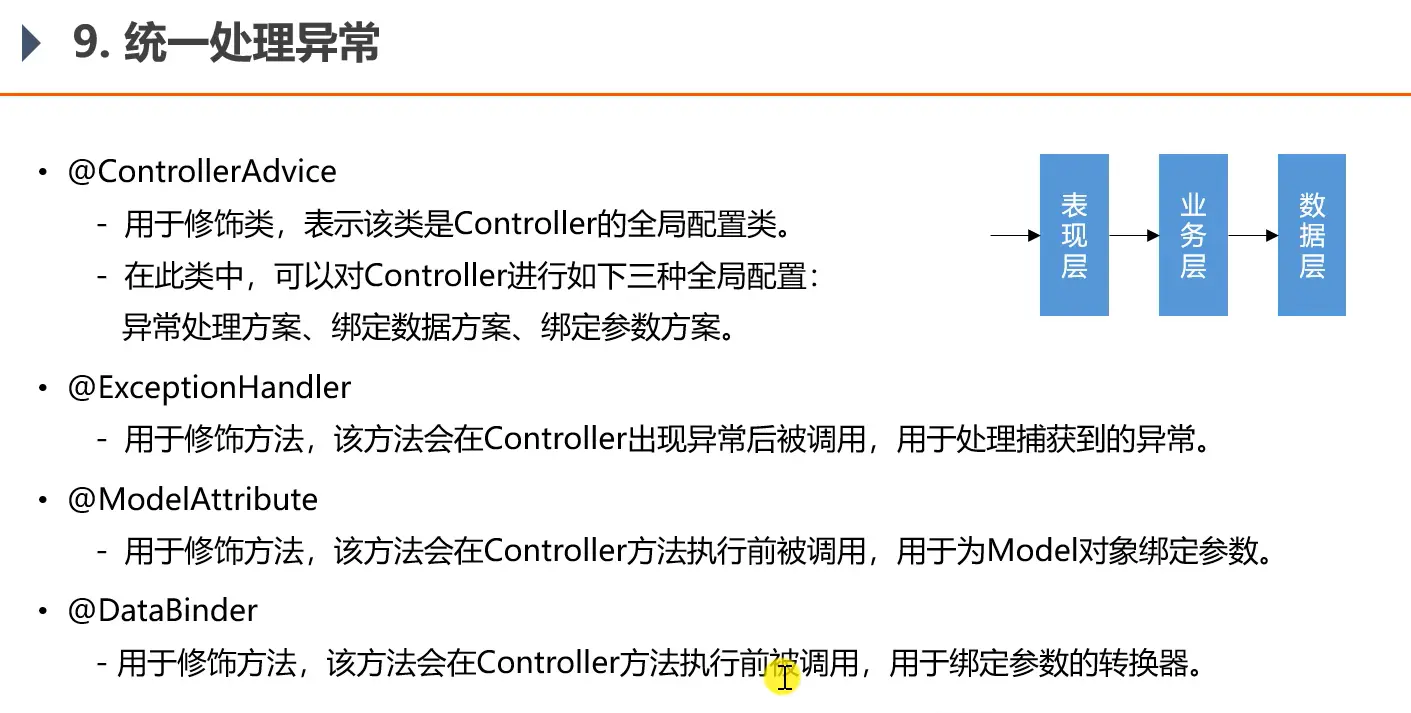 9. 统一处理异常
• @ControllerAdvice
- 用于修饰类，表示该类是Controller的全局配置类。
- 在此类中，可以对Controller进行如下三种全局配置：
异常处理方案、绑定数据方案、绑定参数方案。
• @ExceptionHandler
- 用于修饰方法，该方法会在Controller出现异常后被调用，用于处理捕获到的异常。
• @ModelAttribute
- 用于修饰方法，该方法会在Controller方法执行前被调用，用于为Model对象绑定参数。
• @DataBinder
- 用于修饰方法，该方法会在Controller方法执行前被调用，用于绑定参数的转换器。
表现层
业务层
数据层